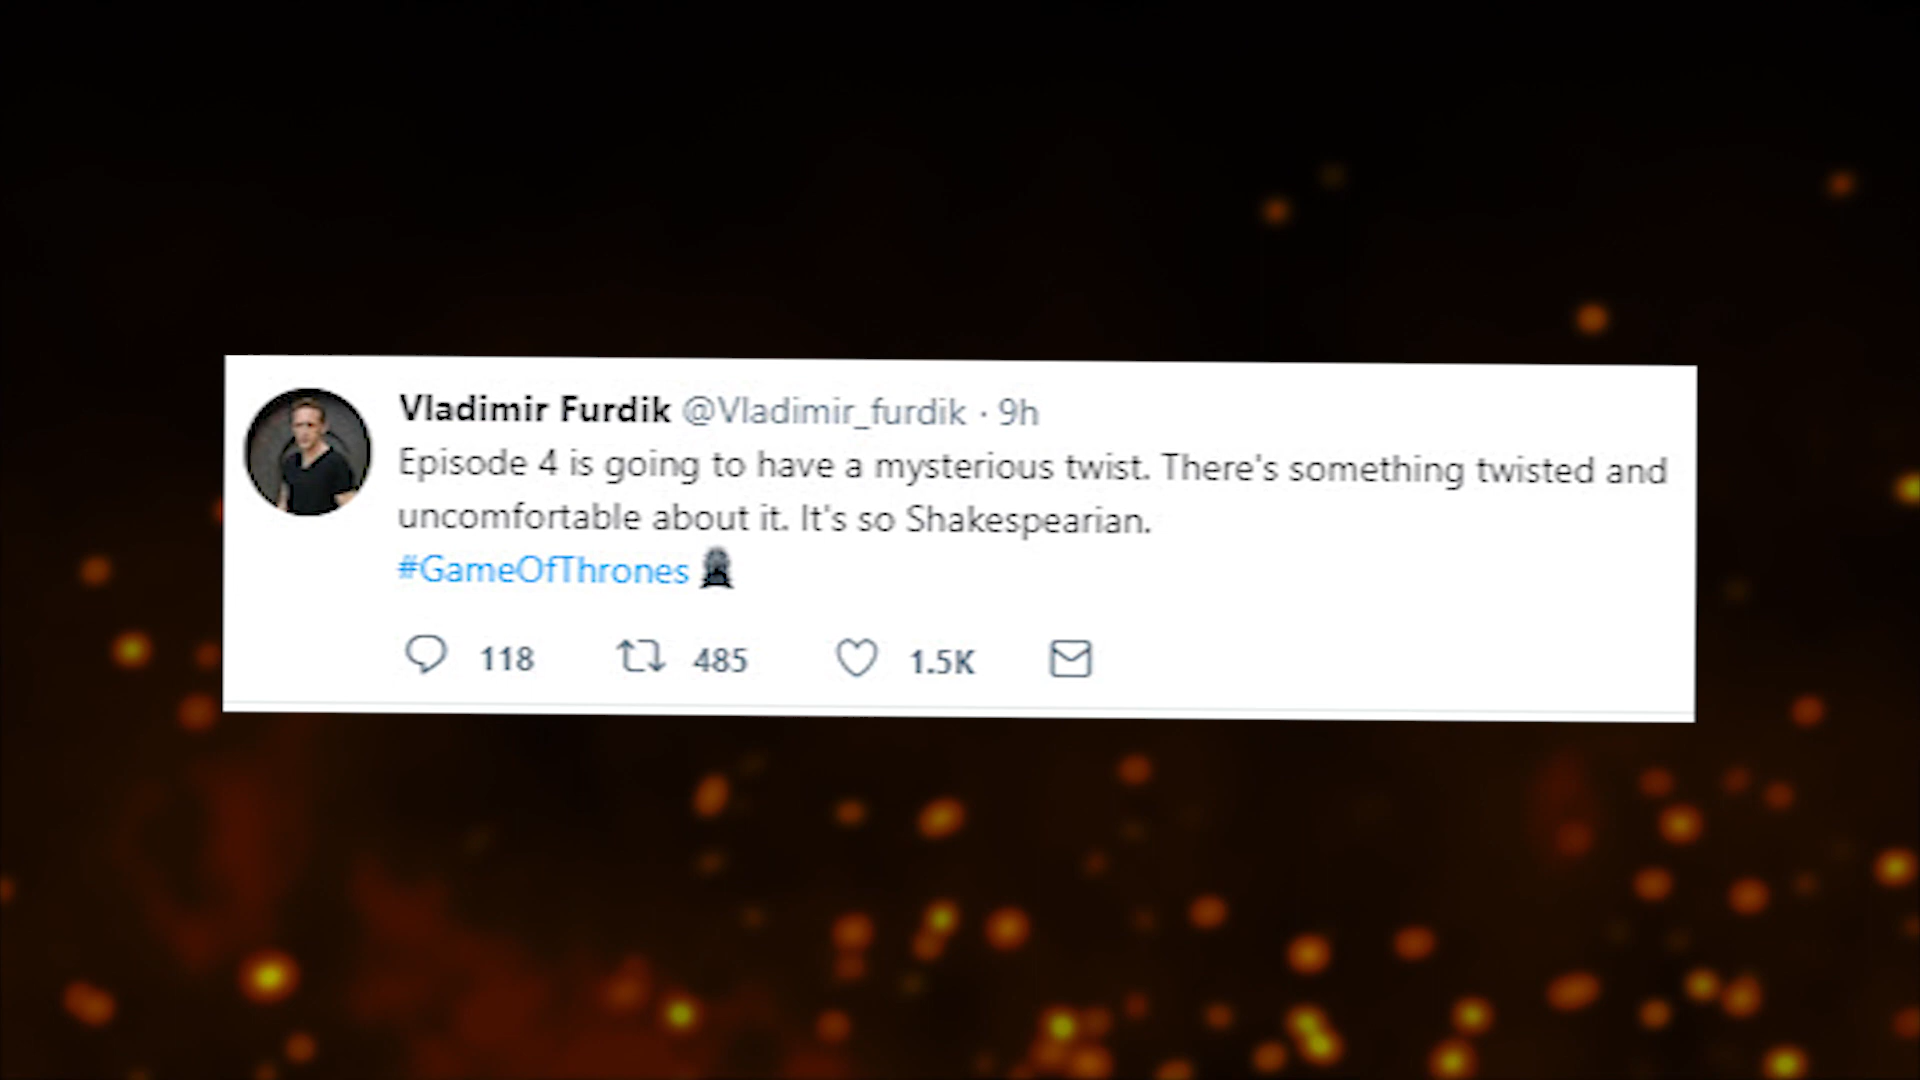 Vladimir Furdik @Vladimir_furdik · 9h
Episode 4 is going to have a mysterious twist. There's something twisted and
uncomfortable about it. It's so Shakespearian.
#GameOfThrones
118 485 1.5K